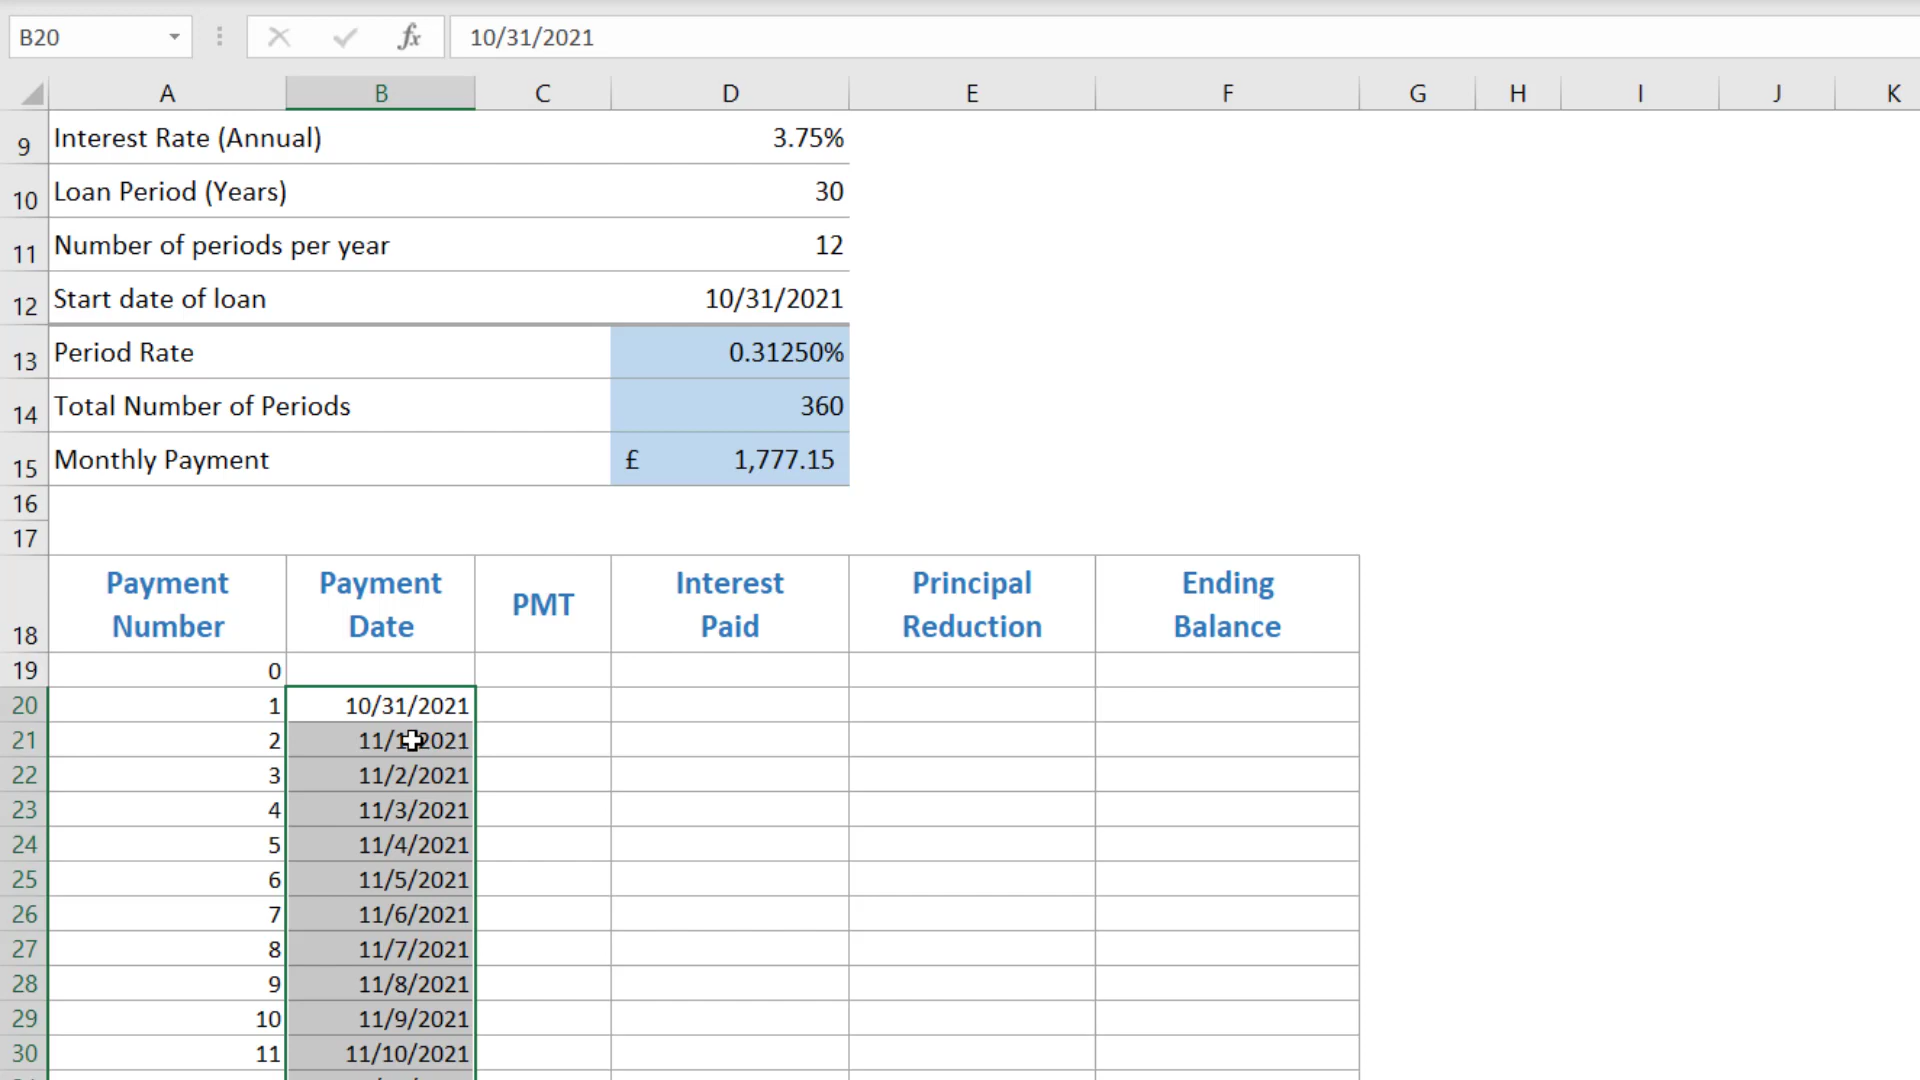 B20 fx 10/31/2021
A B C D E F G H I J K
9 Interest Rate (Annual) 3.75%
10 Loan Period (Years) 30
11 Number of periods per year 12
12 Start date of loan 10/31/2021
13 Period Rate 0.31250%
14 Total Number of Periods 360
15 Monthly Payment £ 1,777.15
16
17
Payment Payment Interest Principal Ending
PMT
18 Number Date Paid Reduction Balance
19 0
20 1 10/31/2021
21 2 11/1/2021
22 3 11/2/2021
23 4 11/3/2021
24 5 11/4/2021
25 6 11/5/2021
26 7 11/6/2021
27 8 11/7/2021
28 9 11/8/2021
29 10 11/9/2021
30 11 11/10/2021